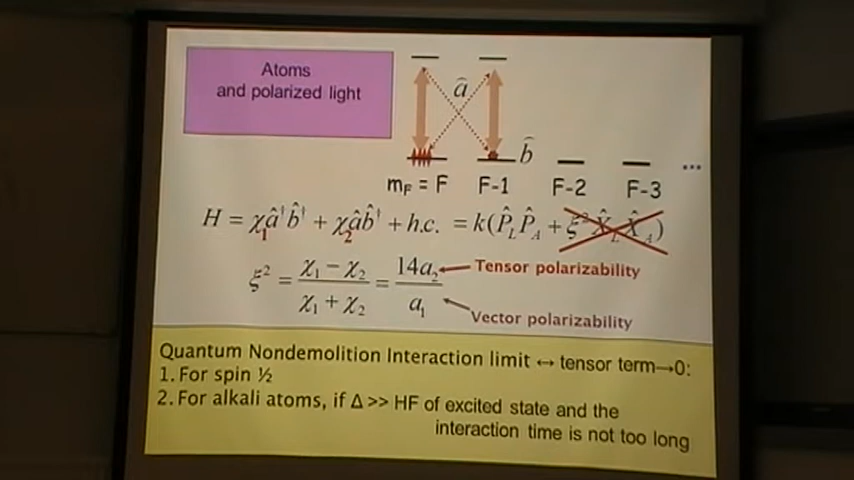 Atoms
and polarized light
â
b̂
...
m_F = F F-1 F-2 F-3
H = χ₁â†b̂† + χ₂âb̂† + h.c. = k(P̂_L P̂_A + ξ² X̂_L X̂_A)
ξ² = (χ₁ − χ₂)/(χ₁ + χ₂) = 14a₂/a₁
Tensor polarizability
Vector polarizability
Quantum Nondemolition Interaction limit ↔ tensor term→0:
1. For spin ½
2. For alkali atoms, if Δ >> HF of excited state and the
interaction time is not too long